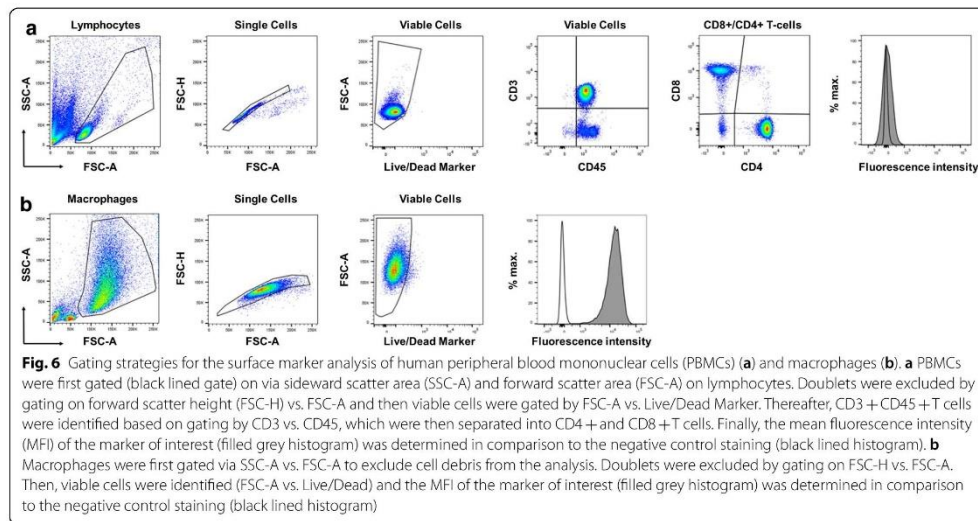 a
Lymphocytes
Single Cells
Viable Cells
Viable Cells
CD8+/CD4+ T-cells
SSC-A
FSC-H
FSC-A
CD3
CD8
% max.
FSC-A
FSC-A
Live/Dead Marker
CD45
CD4
Fluorescence intensity
b
Macrophages
Single Cells
Viable Cells
SSC-A
FSC-H
FSC-A
% max.
FSC-A
FSC-A
Live/Dead Marker
Fluorescence intensity
Fig. 6 Gating strategies for the surface marker analysis of human peripheral blood mononuclear cells (PBMCs) (a) and macrophages (b). a PBMCs
were first gated (black lined gate) on via sideward scatter area (SSC-A) and forward scatter area (FSC-A) on lymphocytes. Doublets were excluded by
gating on forward scatter height (FSC-H) vs. FSC-A and then viable cells were gated by FSC-A vs. Live/Dead Marker. Thereafter, CD3 + CD45 + T cells
were identified based on gating by CD3 vs. CD45, which were then separated into CD4 + and CD8 + T cells. Finally, the mean fluorescence intensity
(MFI) of the marker of interest (filled grey histogram) was determined in comparison to the negative control staining (black lined histogram). b
Macrophages were first gated via SSC-A vs. FSC-A to exclude cell debris from the analysis. Doublets were excluded by gating on FSC-H vs. FSC-A.
Then, viable cells were identified (FSC-A vs. Live/Dead) and the MFI of the marker of interest (filled grey histogram) was determined in comparison
to the negative control staining (black lined histogram)